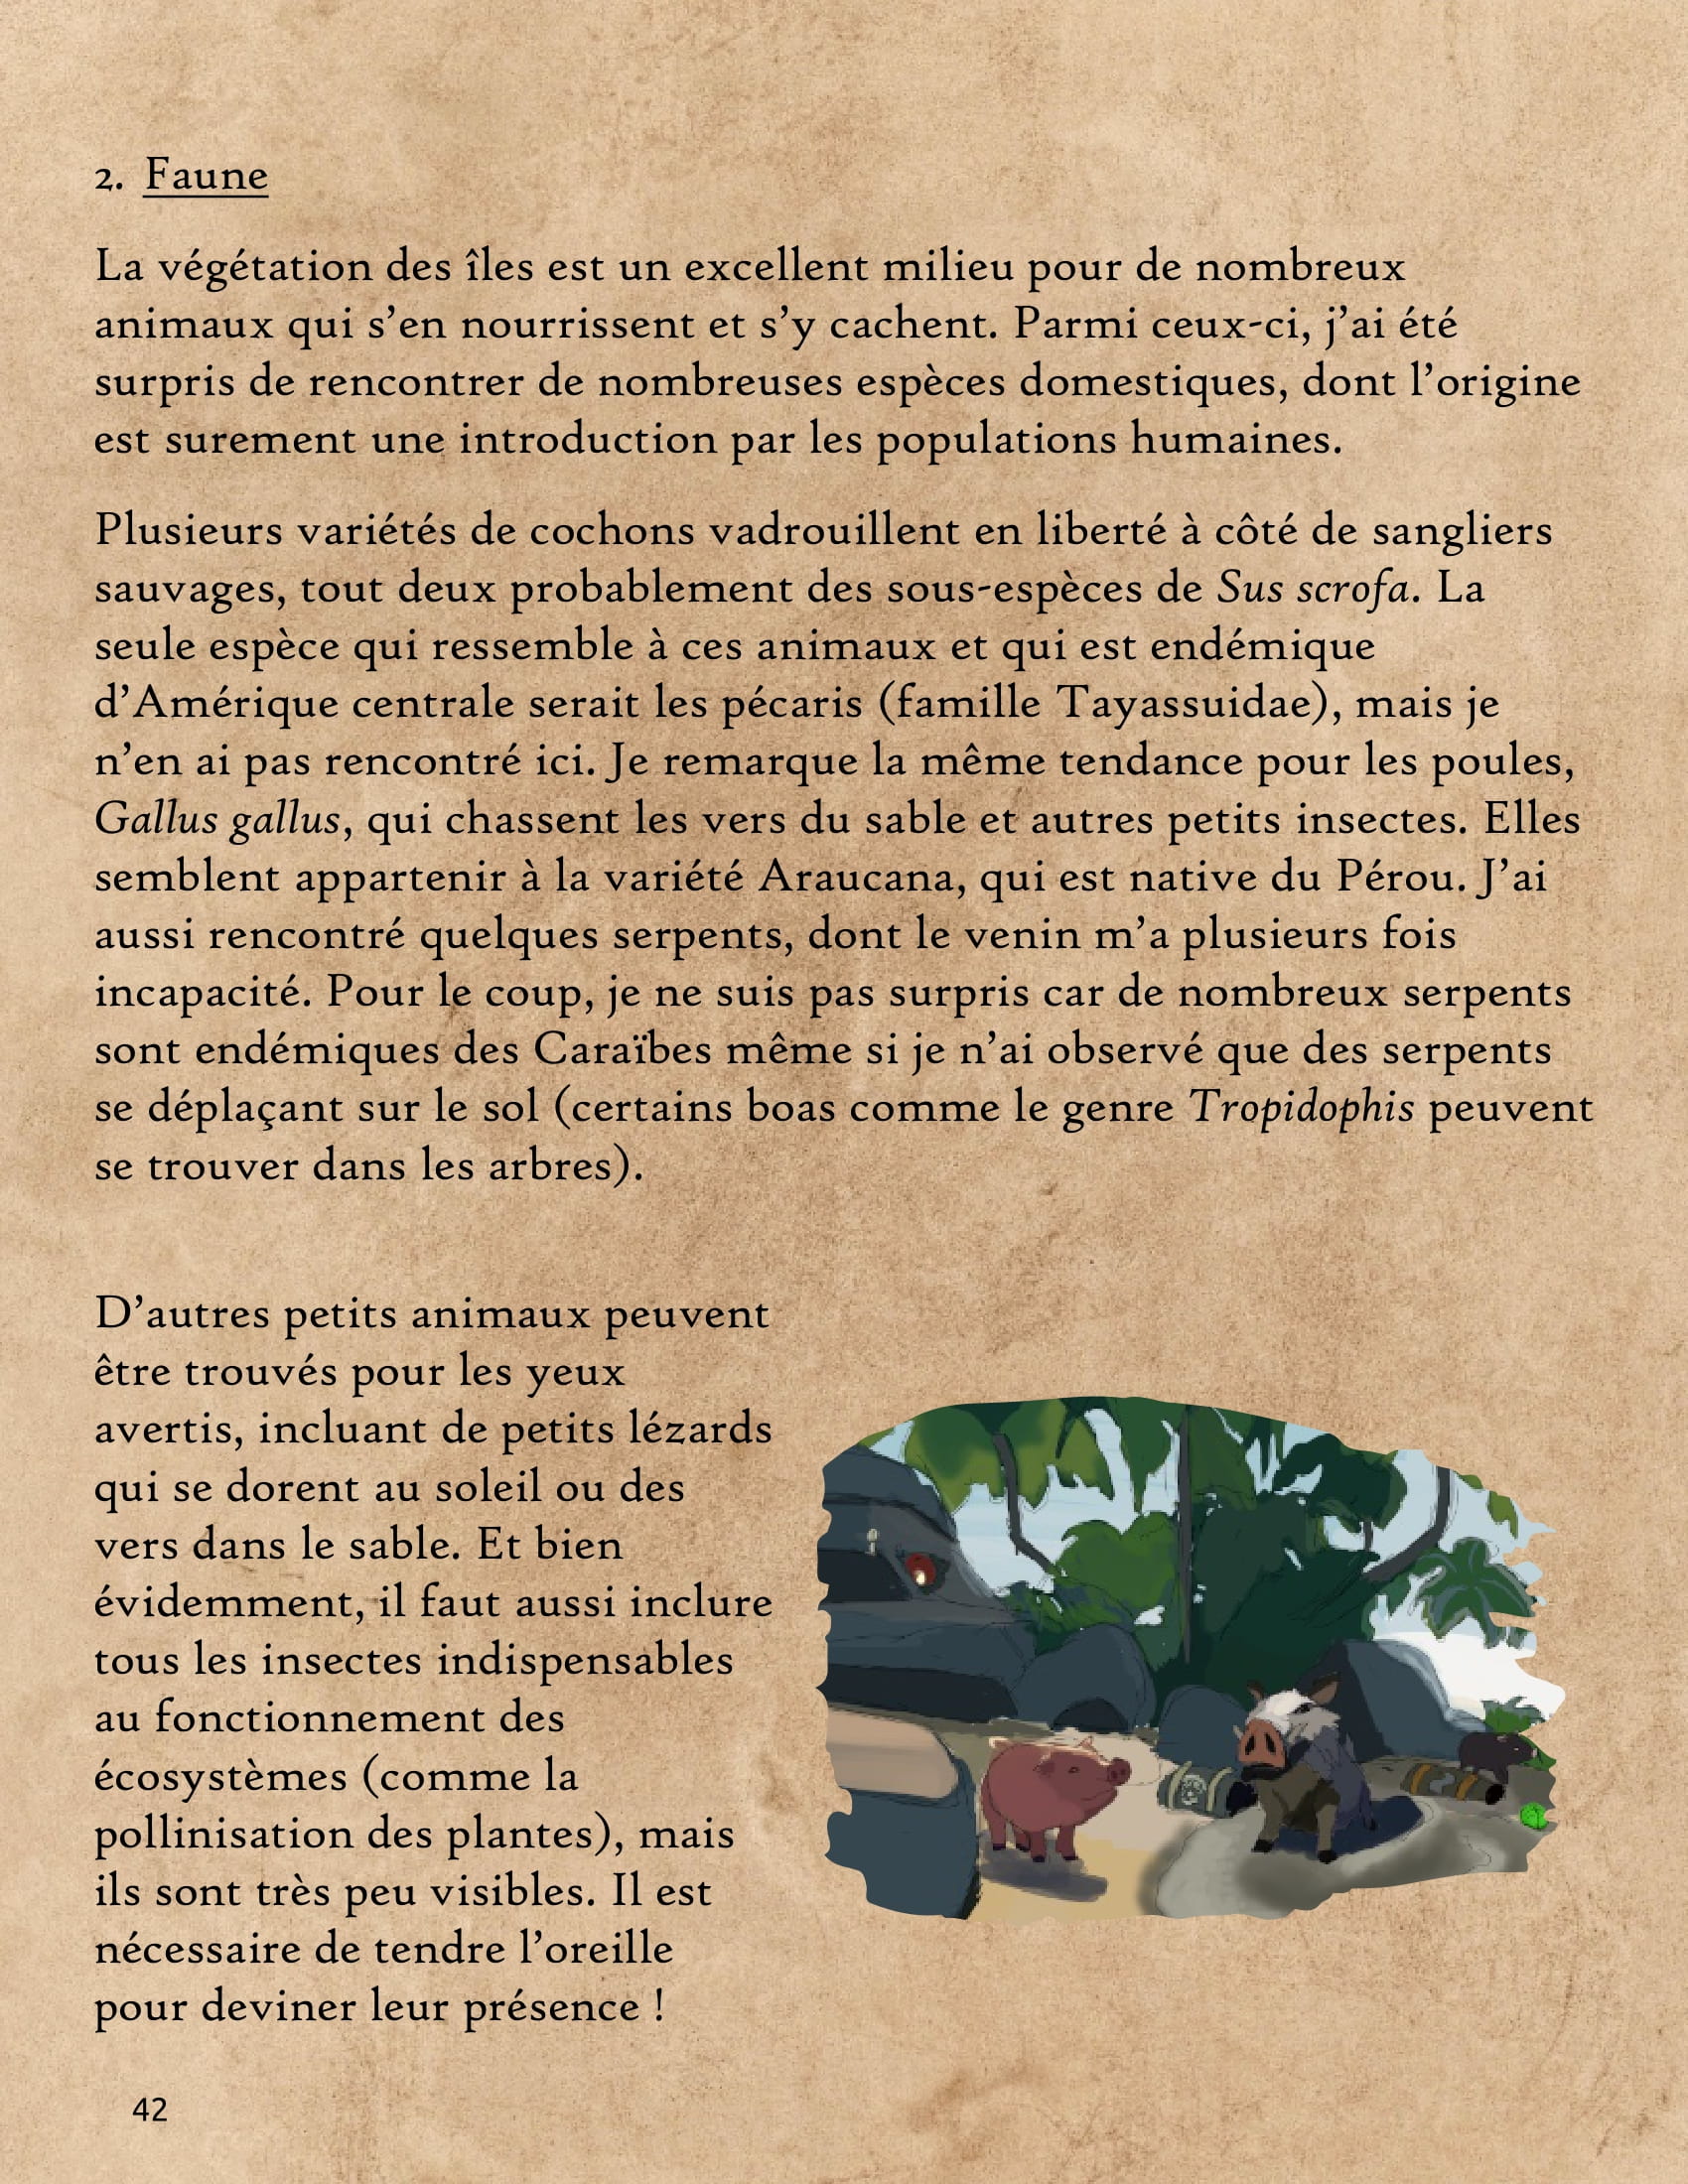 2. Faune
La végétation des îles est un excellent milieu pour de nombreux
animaux qui s’en nourrissent et s’y cachent. Parmi ceux-ci, j’ai été
surpris de rencontrer de nombreuses espèces domestiques, dont l’origine
est surement une introduction par les populations humaines.
Plusieurs variétés de cochons vadrouillent en liberté à côté de sangliers
sauvages, tout deux probablement des sous-espèces de Sus scrofa. La
seule espèce qui ressemble à ces animaux et qui est endémique
d’Amérique centrale serait les pécaris (famille Tayassuidae), mais je
n’en ai pas rencontré ici. Je remarque la même tendance pour les poules,
Gallus gallus, qui chassent les vers du sable et autres petits insectes. Elles
semblent appartenir à la variété Araucana, qui est native du Pérou. J’ai
aussi rencontré quelques serpents, dont le venin m’a plusieurs fois
incapacité. Pour le coup, je ne suis pas surpris car de nombreux serpents
sont endémiques des Caraïbes même si je n’ai observé que des serpents
se déplaçant sur le sol (certains boas comme le genre Tropidophis peuvent
se trouver dans les arbres).
D’autres petits animaux peuvent
être trouvés pour les yeux
avertis, incluant de petits lézards
qui se dorent au soleil ou des
vers dans le sable. Et bien
évidemment, il faut aussi inclure
tous les insectes indispensables
au fonctionnement des
écosystèmes (comme la
pollinisation des plantes), mais
ils sont très peu visibles. Il est
nécessaire de tendre l’oreille
pour deviner leur présence !
42